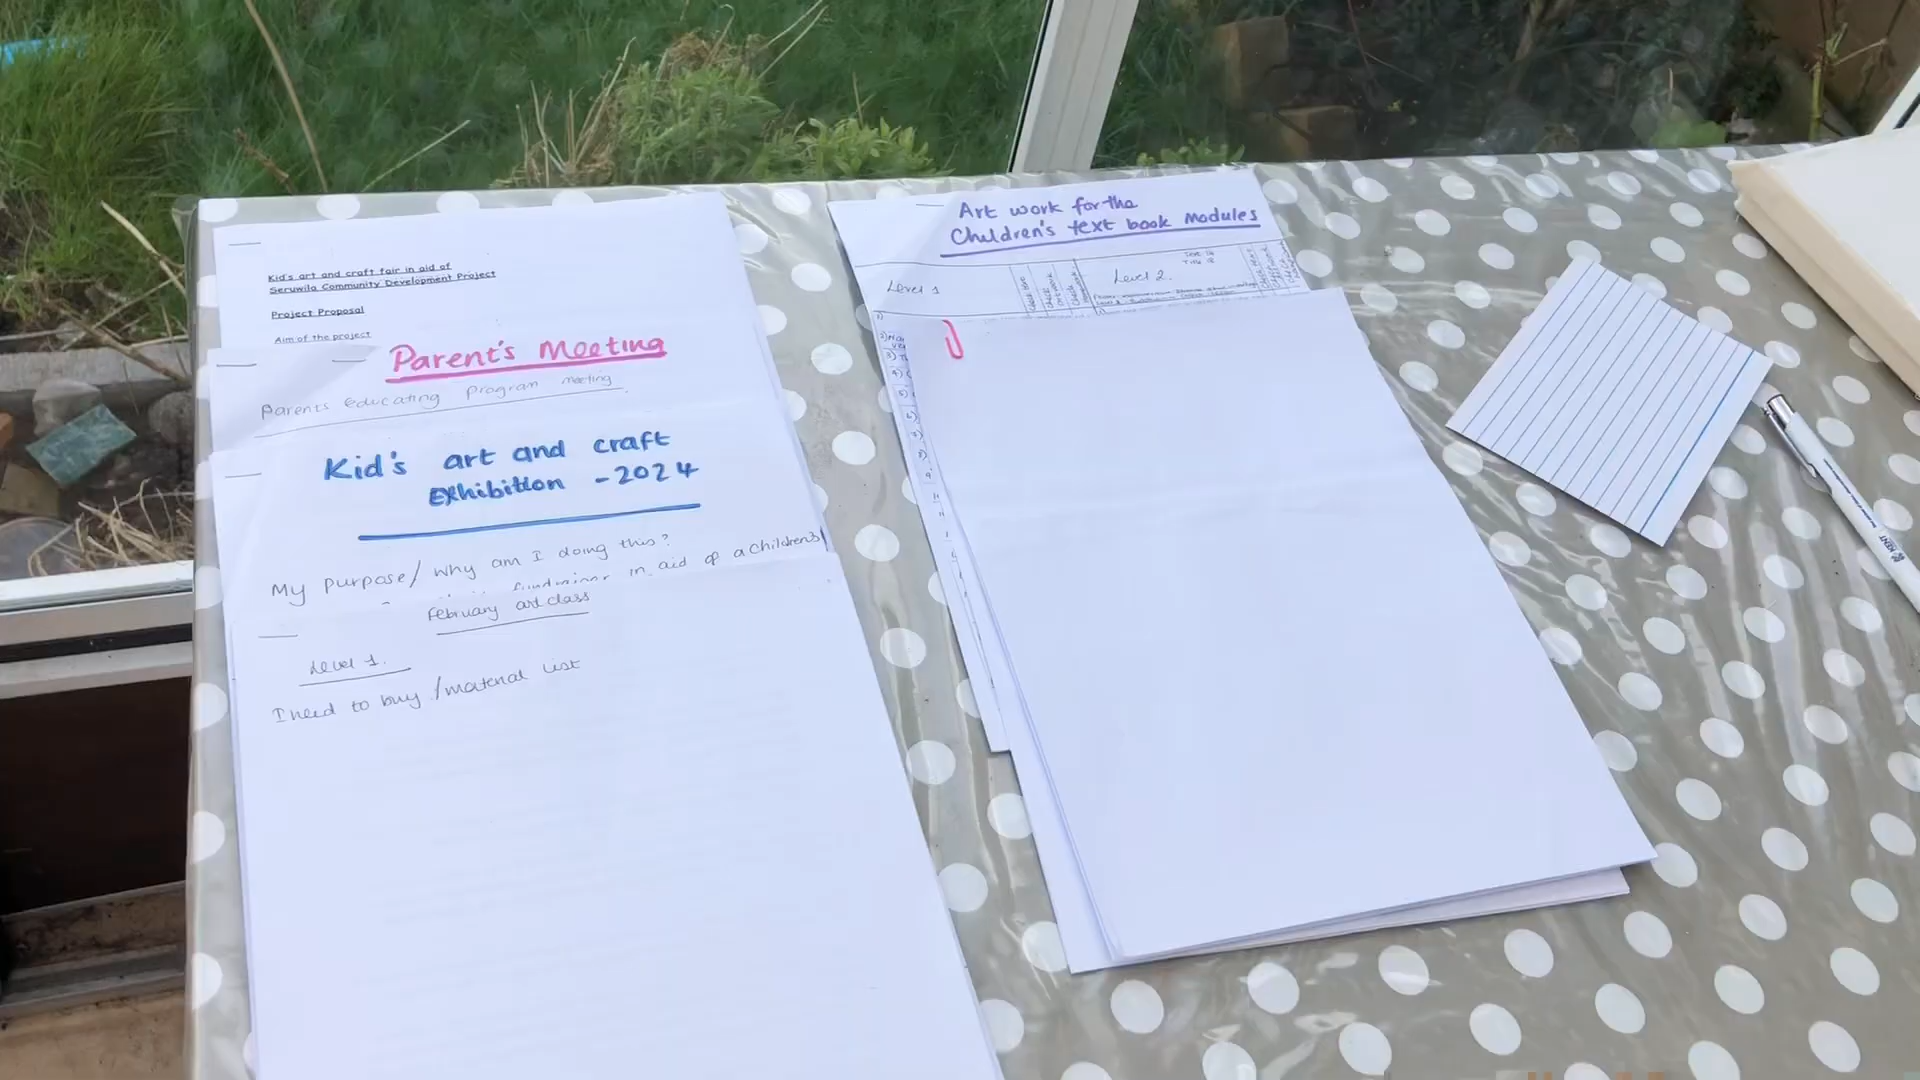 Kid's art and craft fair in aid of
Seruwila Community Development Project
Project Proposal
Aim of the project
Parent's Meeting
Parents Educating Program Meeting
Kid's art and craft
Exhibition - 2024
My purpose/ Why am I doing this?
fundraiser in aid of a children's
February art class
Level 1.
I need to buy /material list
Art work for the
Children's text book Modules
Level 1
Level 2.
KENT